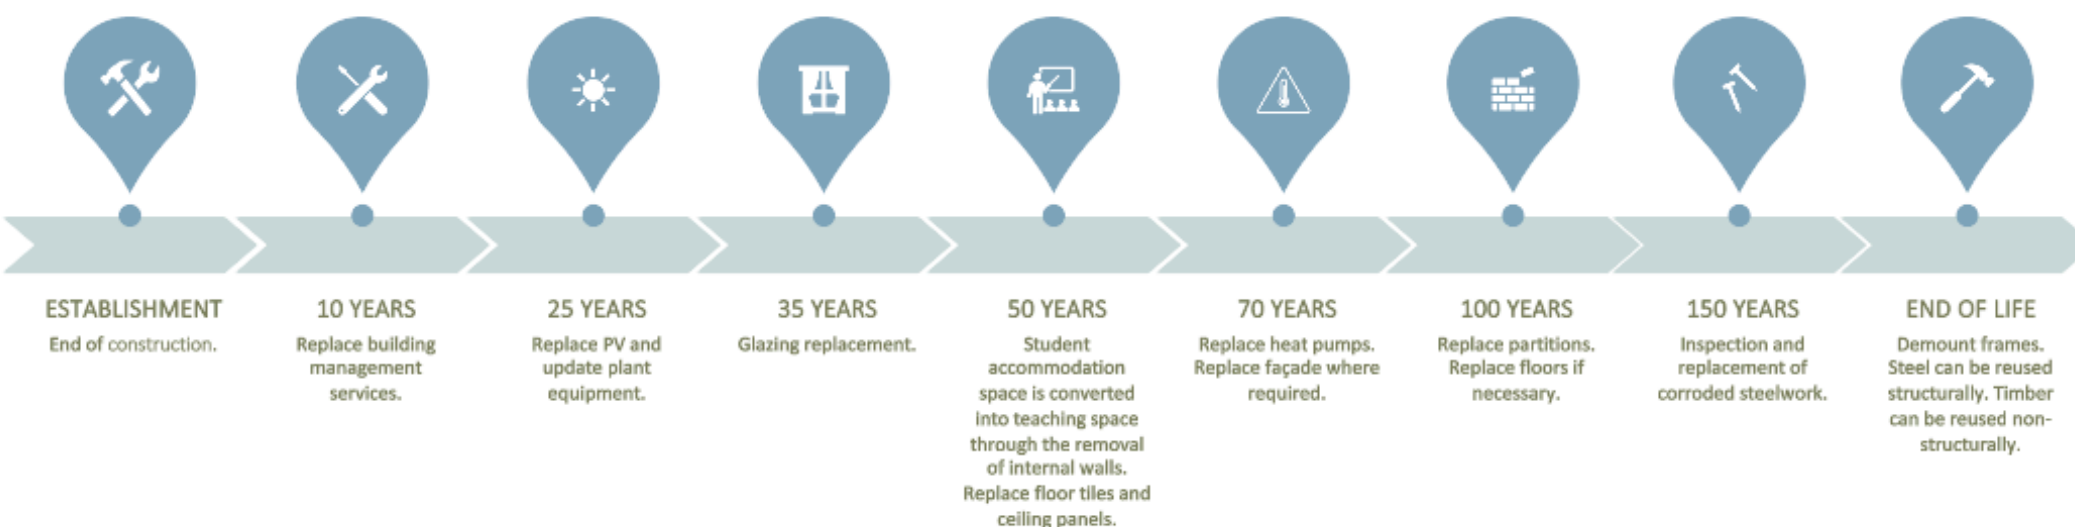 ESTABLISHMENT
End of construction.
10 YEARS
Replace building
management
services.
25 YEARS
Replace PV and
update plant
equipment.
35 YEARS
Glazing replacement.
50 YEARS
Student
accommodation
space is converted
into teaching space
through the removal
of internal walls.
Replace floor tiles and
ceiling panels.
70 YEARS
Replace heat pumps.
Replace façade where
required.
100 YEARS
Replace partitions.
Replace floors if
necessary.
150 YEARS
Inspection and
replacement of
corroded steelwork.
END OF LIFE
Demount frames.
Steel can be reused
structurally. Timber
can be reused non-
structurally.